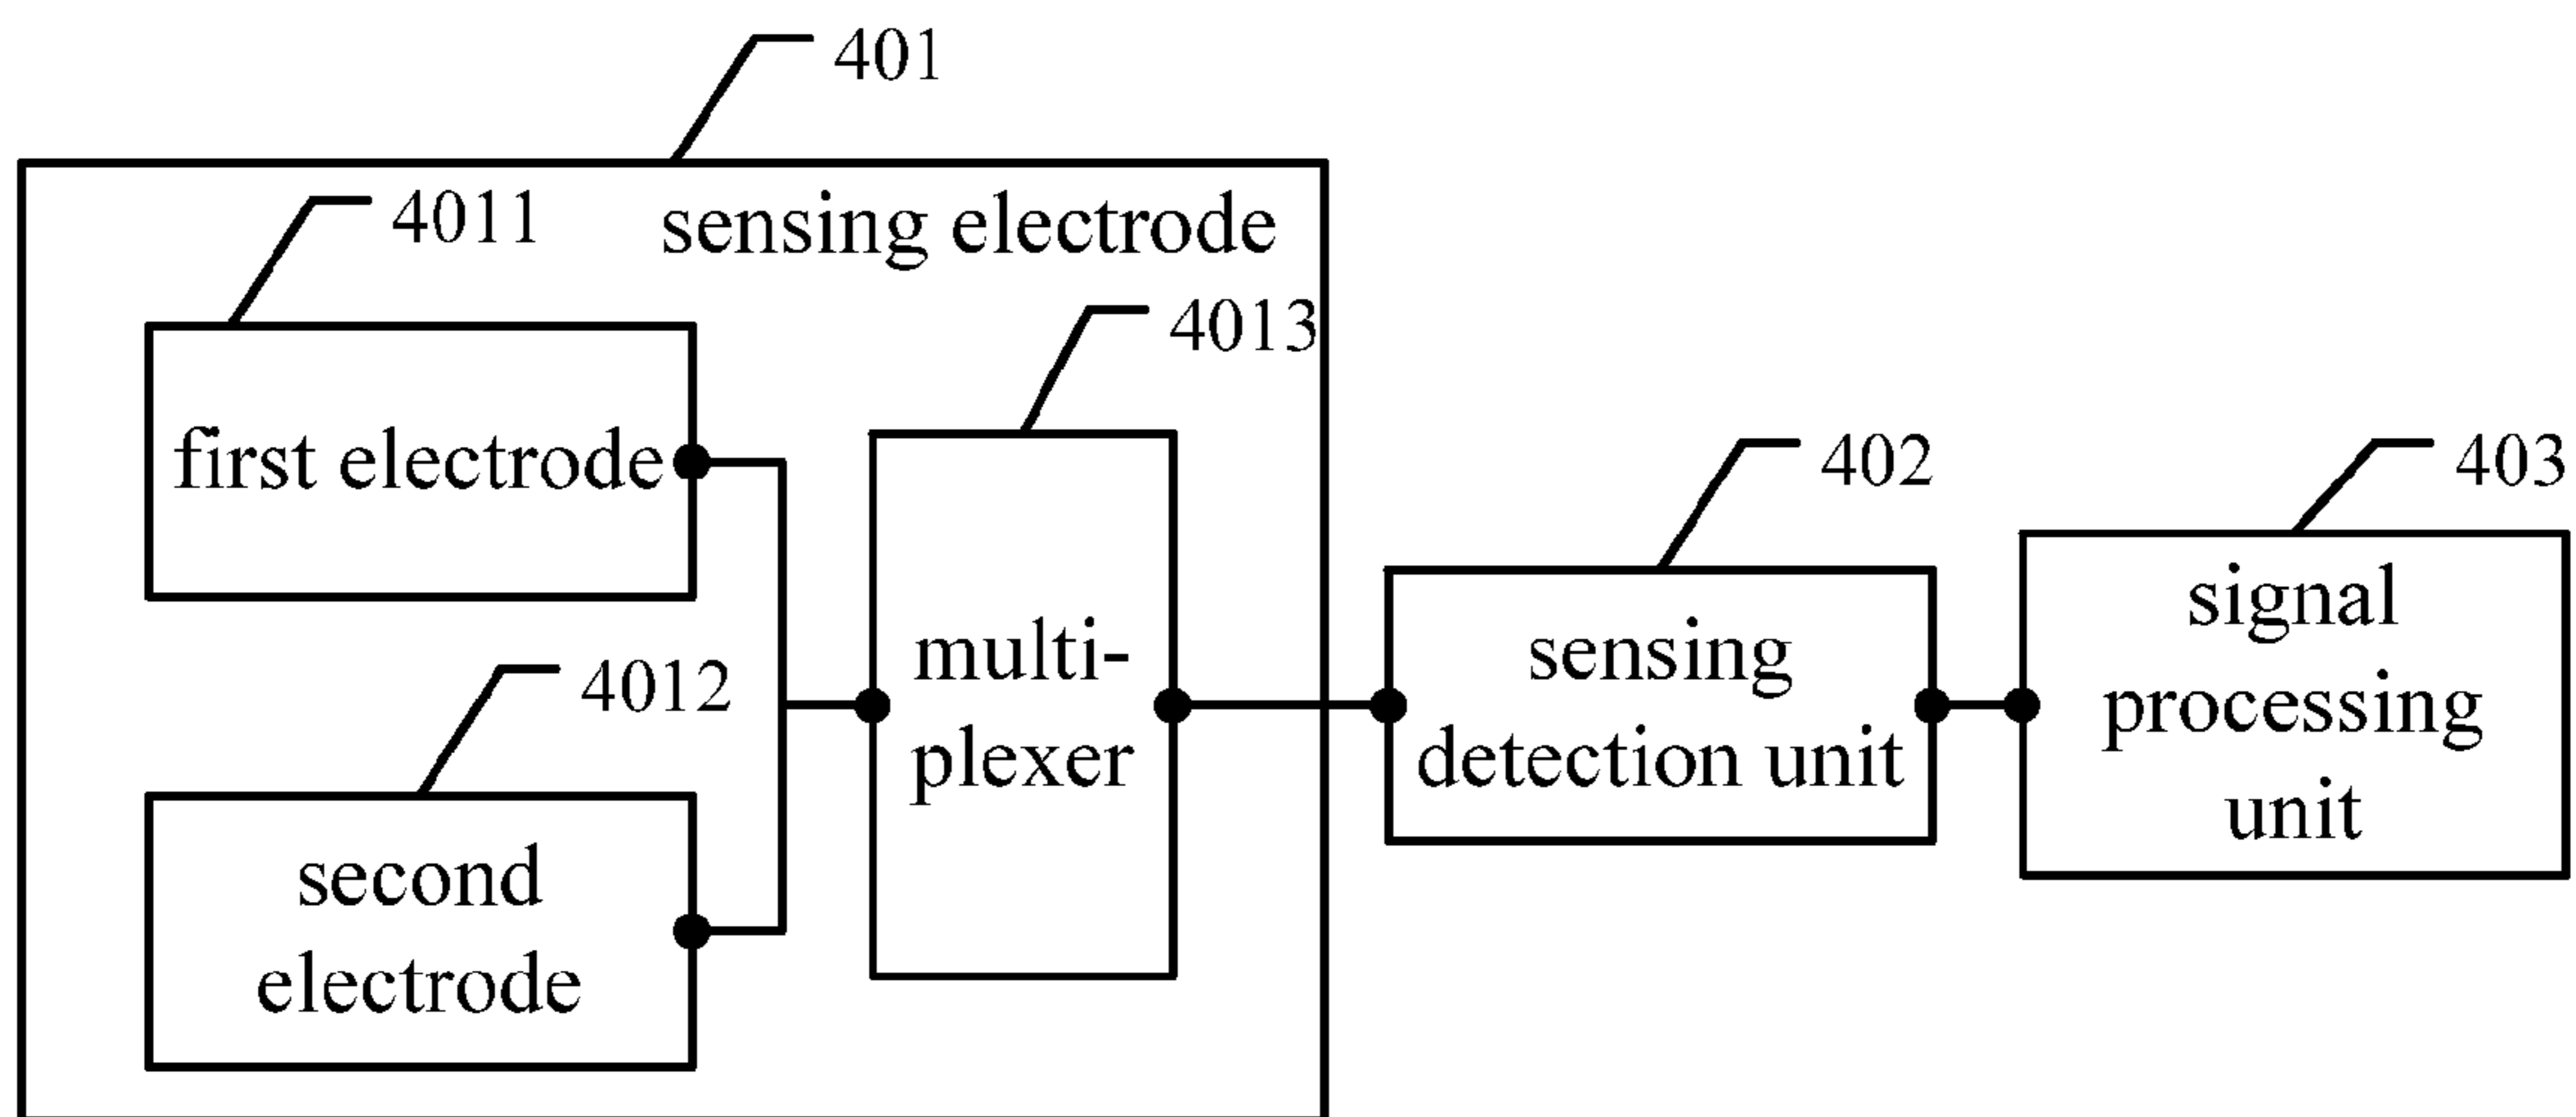 401
sensing electrode
4011
4013
first electrode
multi-
plexer
4012
second
electrode
402
sensing
detection unit
403
signal
processing
unit